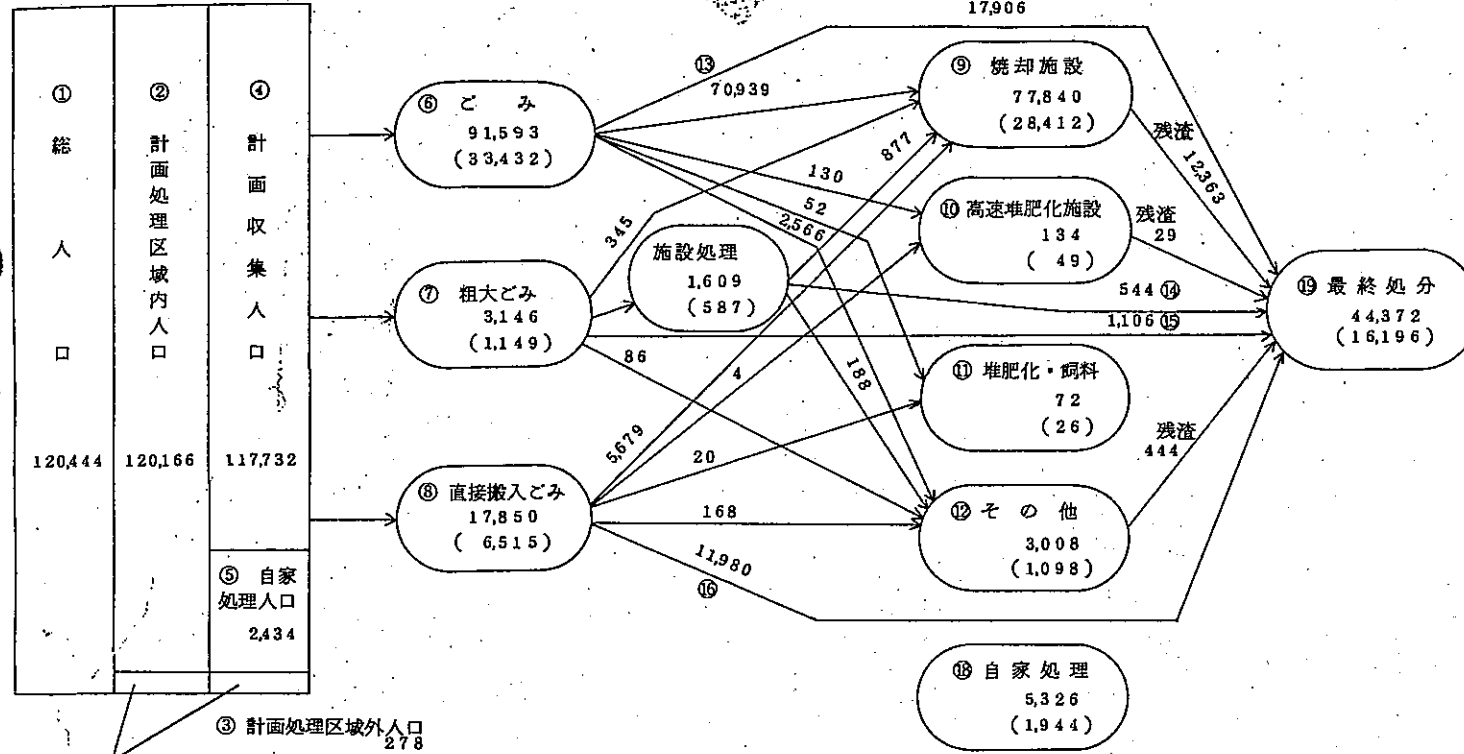 17,906
①
総
人
口
120,444
②
計
画
処
理
区
域
内
人
口
120,166
④
計
画
収
集
人
口
117,732
⑤ 自家
処理人口
2,434
③ 計画処理区域外人口
278
⑥ ごみ
91,593
(33,432)
⑦ 粗大ごみ
3,146
(1,149)
⑧ 直接搬入ごみ
17,850
(6,515)
⑬
70,939
130
52
2,566
345
施設処理
1,609
(587)
877
86
4
188
5,679
20
168
11,980
⑯
⑨ 焼却施設
77,840
(28,412)
⑩ 高速堆肥化施設
134
(49)
544 ⑭
1,106 ⑮
⑪ 堆肥化・飼料
72
(26)
⑫ その他
3,008
(1,098)
⑱ 自家処理
5,326
(1,944)
残渣
12,363
残渣
29
残渣
444
⑲ 最終処分
44,372
(16,196)